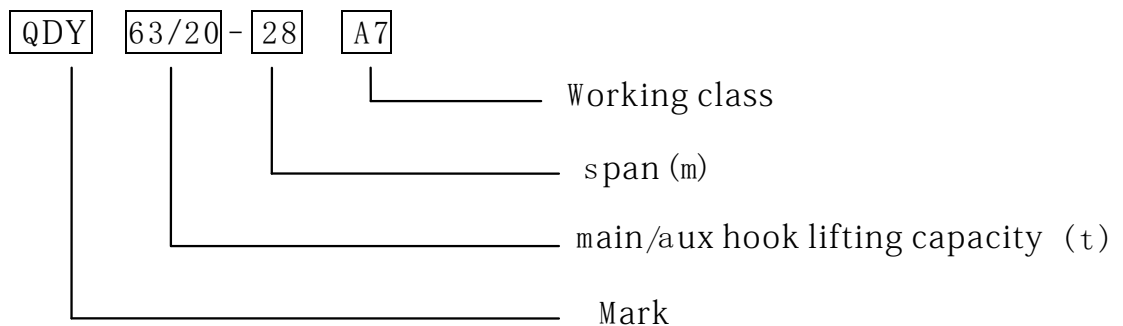 QDY 63/20-28 A7
Working class
span(m)
main/aux hook lifting capacity (t)
Mark